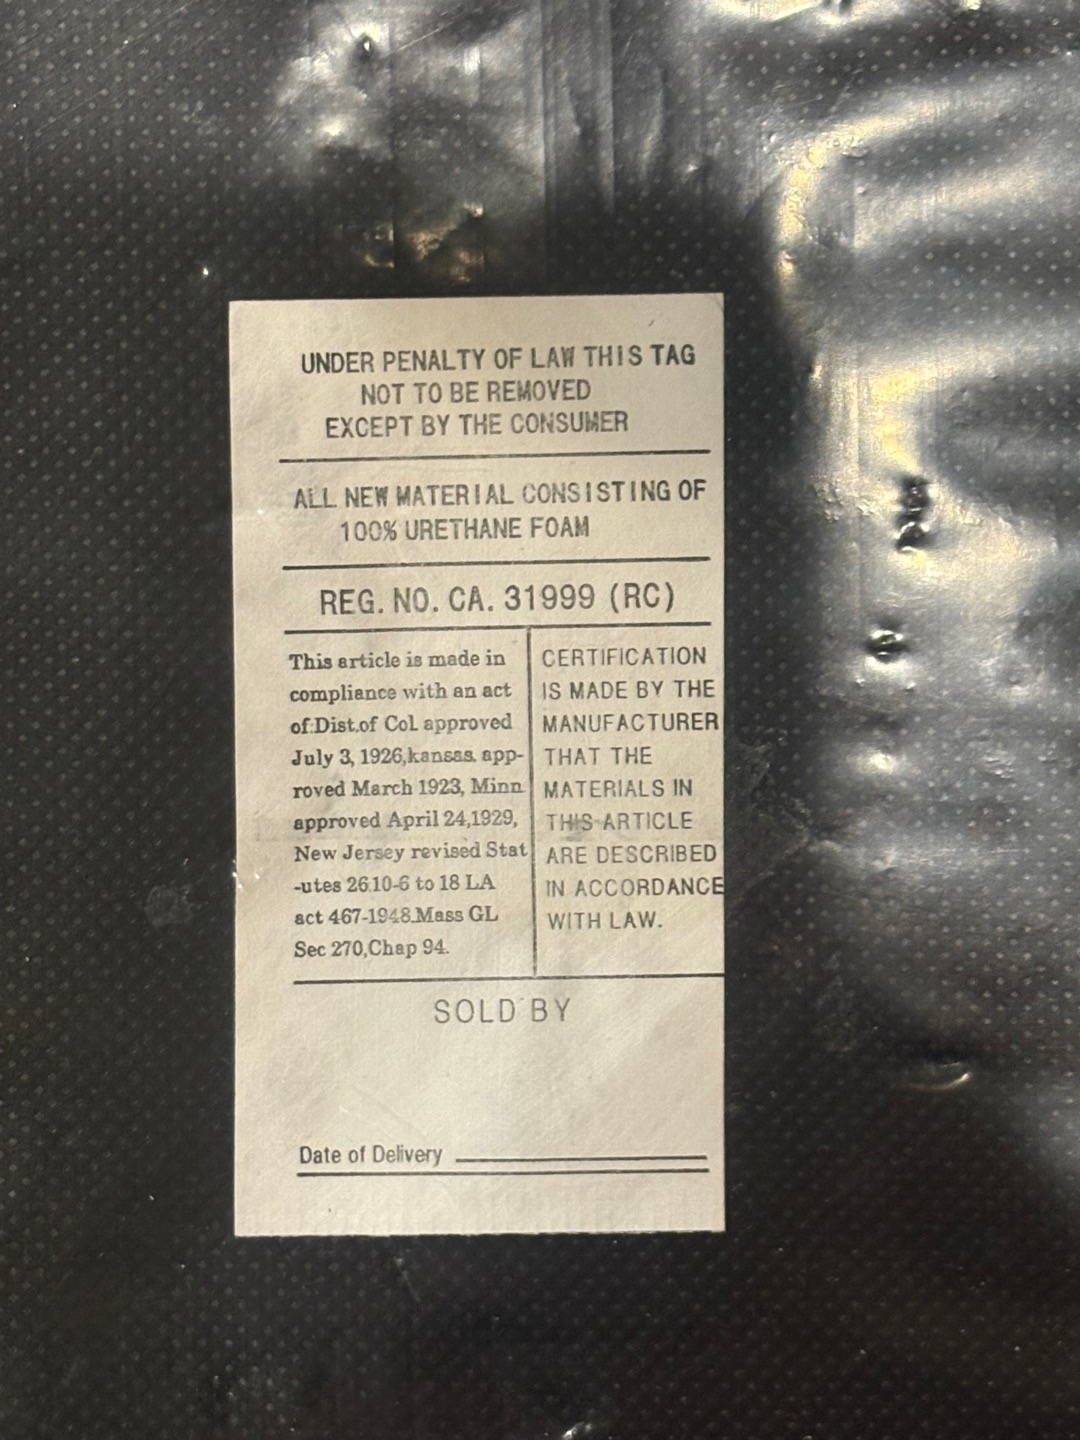 UNDER PENALTY OF LAW THIS TAG
NOT TO BE REMOVED
EXCEPT BY THE CONSUMER
ALL NEW MATERIAL CONSISTING OF
100% URETHANE FOAM
REG. NO. CA. 31999 (RC)
This article is made in
compliance with an act
of:Dist.of Col. approved
July 3, 1926,kansas. app-
roved March 1923, Minn
approved April 24,1929,
New Jersey revised Stat
-utes 26.10-6 to 18 LA
act 467-1948.Mass GL
Sec 270,Chap 94.
CERTIFICATION
IS MADE BY THE
MANUFACTURER
THAT THE
MATERIALS IN
THIS ARTICLE
ARE DESCRIBED
IN ACCORDANCE
WITH LAW.
SOLD BY
Date of Delivery